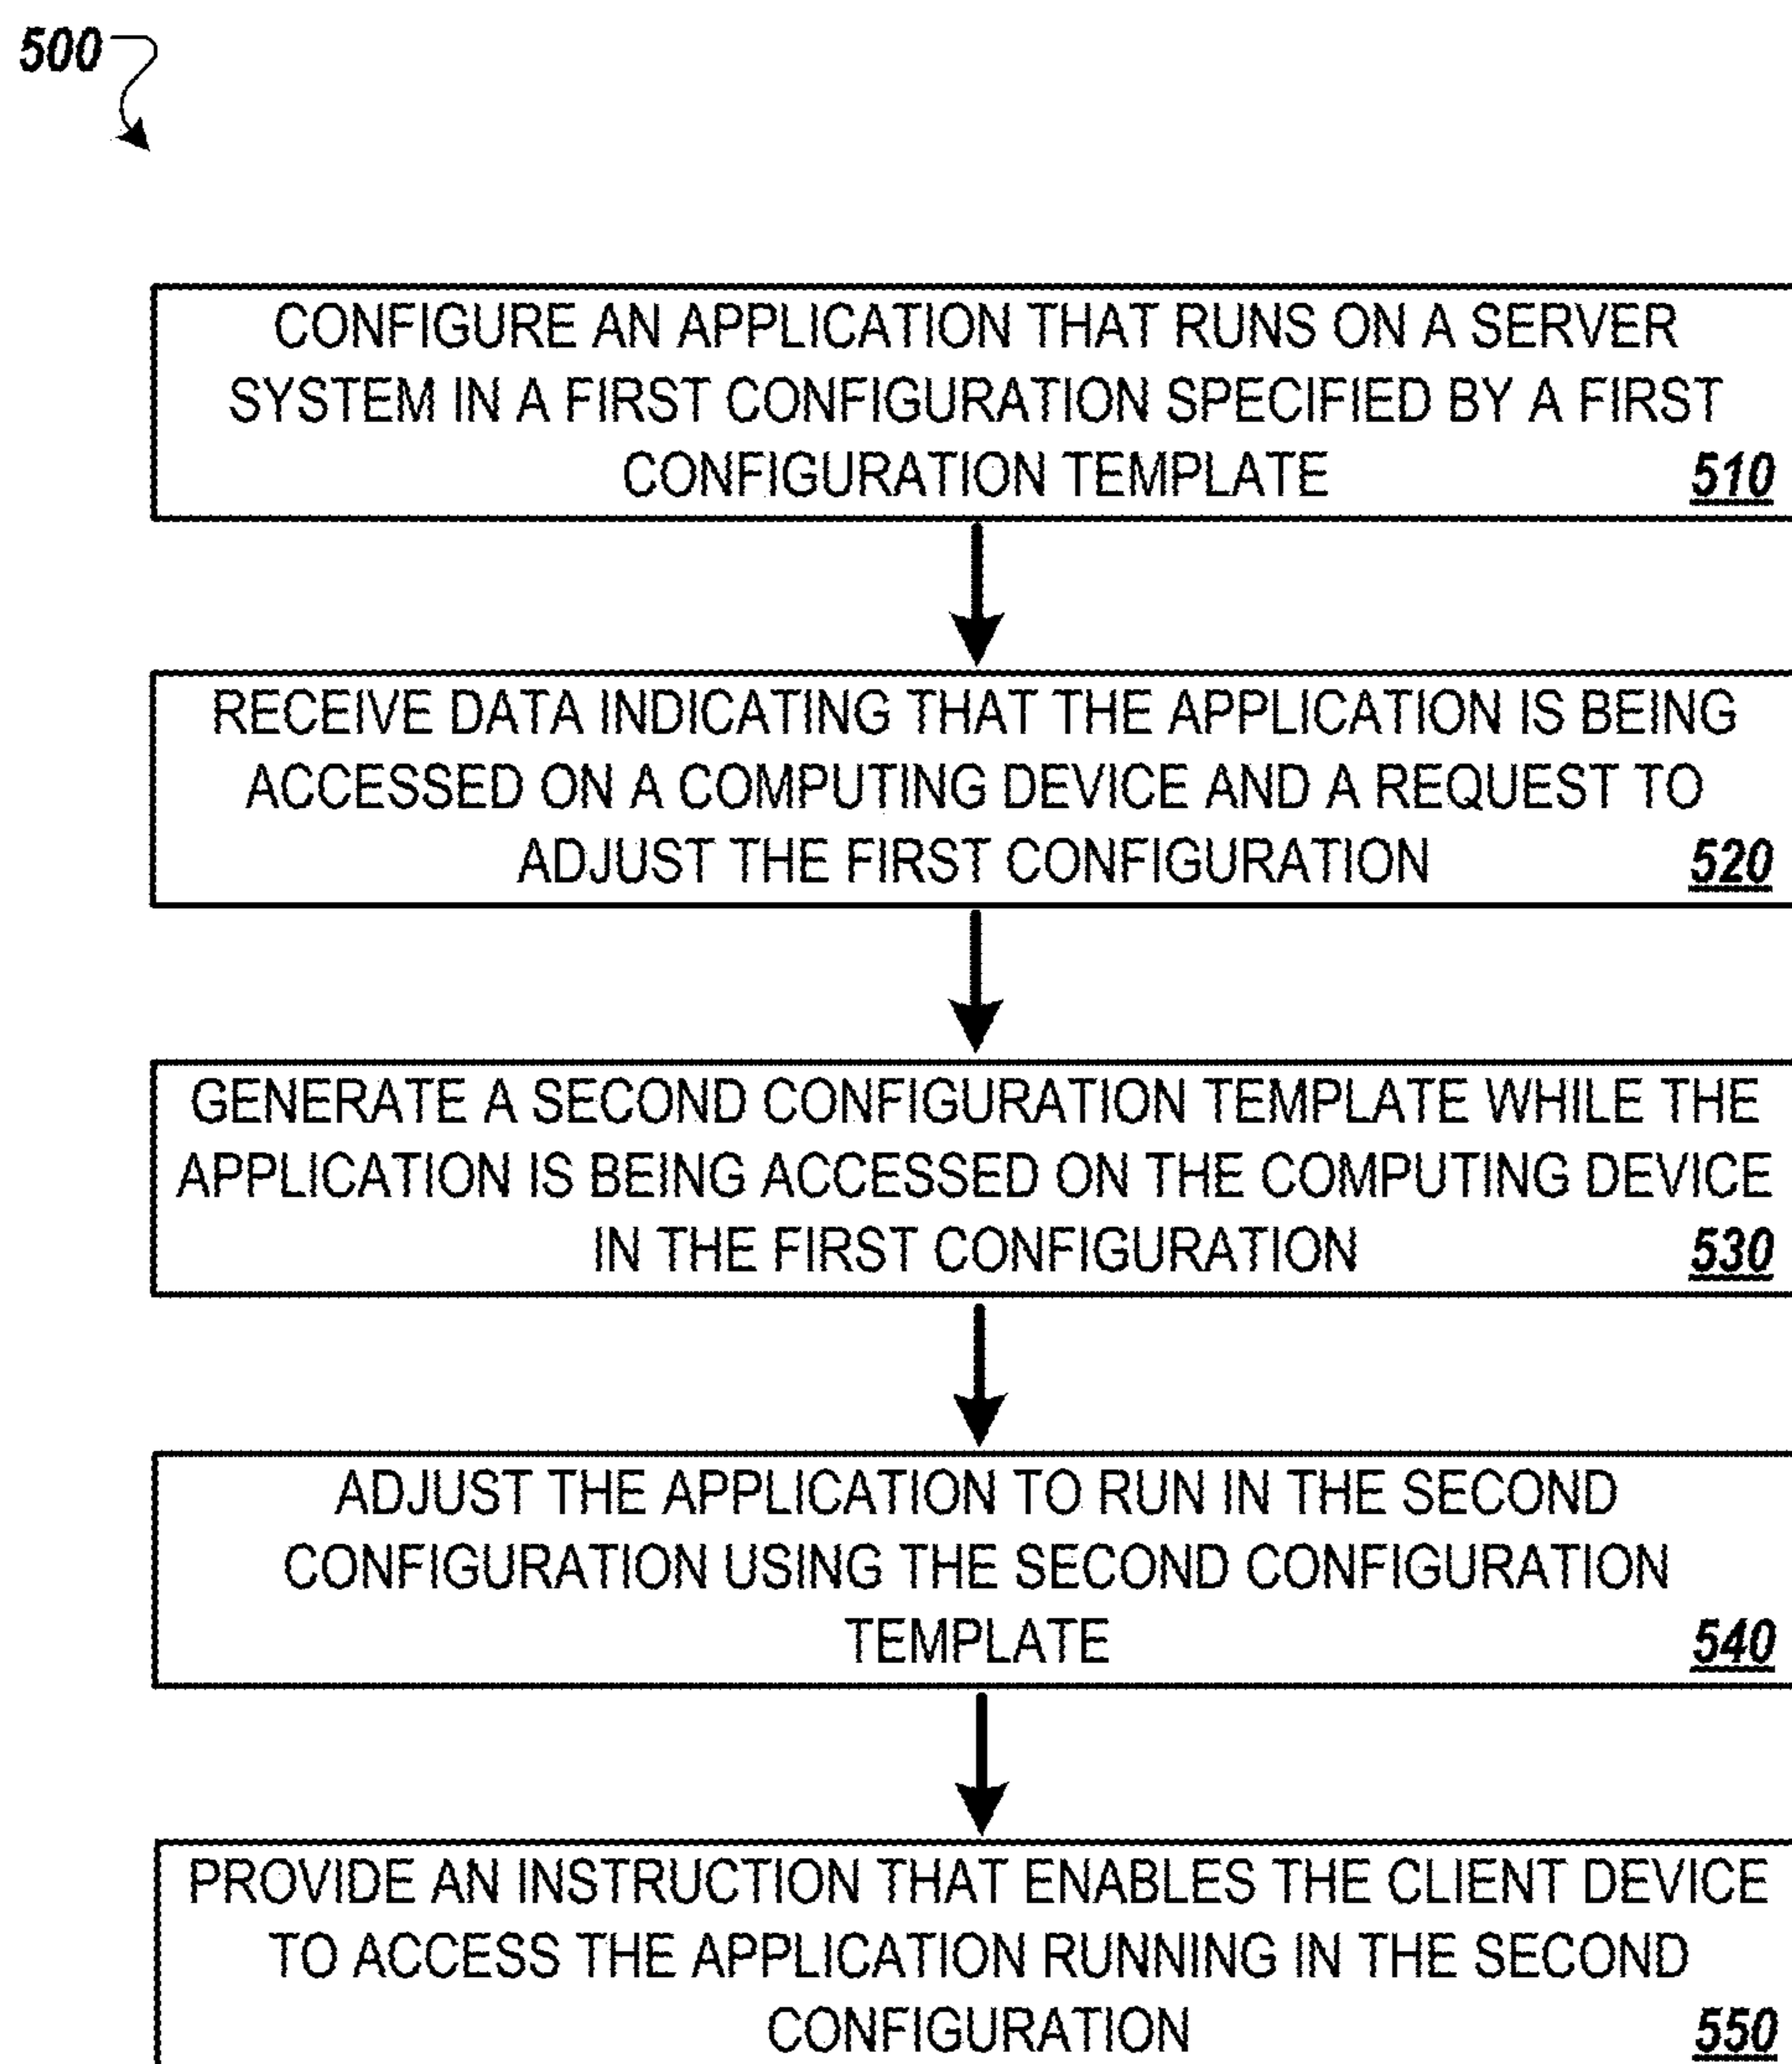 500
CONFIGURE AN APPLICATION THAT RUNS ON A SERVER
SYSTEM IN A FIRST CONFIGURATION SPECIFIED BY A FIRST
CONFIGURATION TEMPLATE 510
RECEIVE DATA INDICATING THAT THE APPLICATION IS BEING
ACCESSED ON A COMPUTING DEVICE AND A REQUEST TO
ADJUST THE FIRST CONFIGURATION 520
GENERATE A SECOND CONFIGURATION TEMPLATE WHILE THE
APPLICATION IS BEING ACCESSED ON THE COMPUTING DEVICE
IN THE FIRST CONFIGURATION 530
ADJUST THE APPLICATION TO RUN IN THE SECOND
CONFIGURATION USING THE SECOND CONFIGURATION
TEMPLATE 540
PROVIDE AN INSTRUCTION THAT ENABLES THE CLIENT DEVICE
TO ACCESS THE APPLICATION RUNNING IN THE SECOND
CONFIGURATION 550